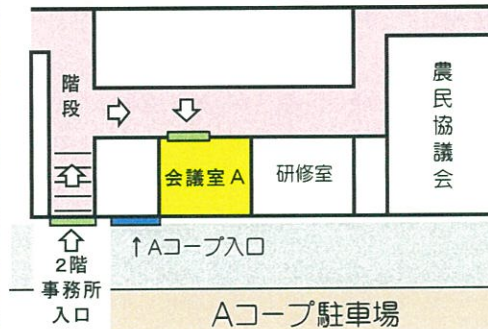 階段
農民協議会
会議室A
研修室
↑Aコープ入口
2階
事務所
入口
Aコープ駐車場